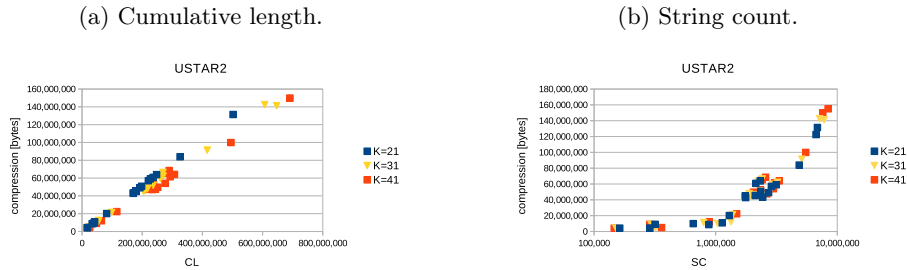 (a) Cumulative length.
USTAR2
compression [bytes]
160,000,000
140,000,000
120,000,000
100,000,000
80,000,000
60,000,000
40,000,000
20,000,000
0
0
200,000,000
400,000,000
600,000,000
800,000,000
CL
K=21
K=31
K=41
(b) String count.
USTAR2
compression [bytes]
180,000,000
160,000,000
140,000,000
120,000,000
100,000,000
80,000,000
60,000,000
40,000,000
20,000,000
0
100,000
1,000,000
10,000,000
SC
K=21
K=31
K=41